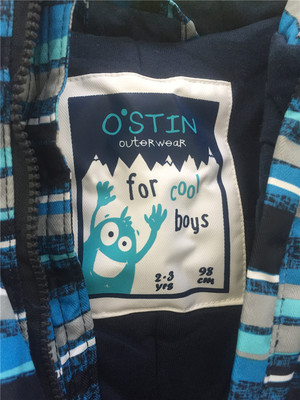 O'STIN
outerwear
for cool
boys
2-3 98
yrs cm